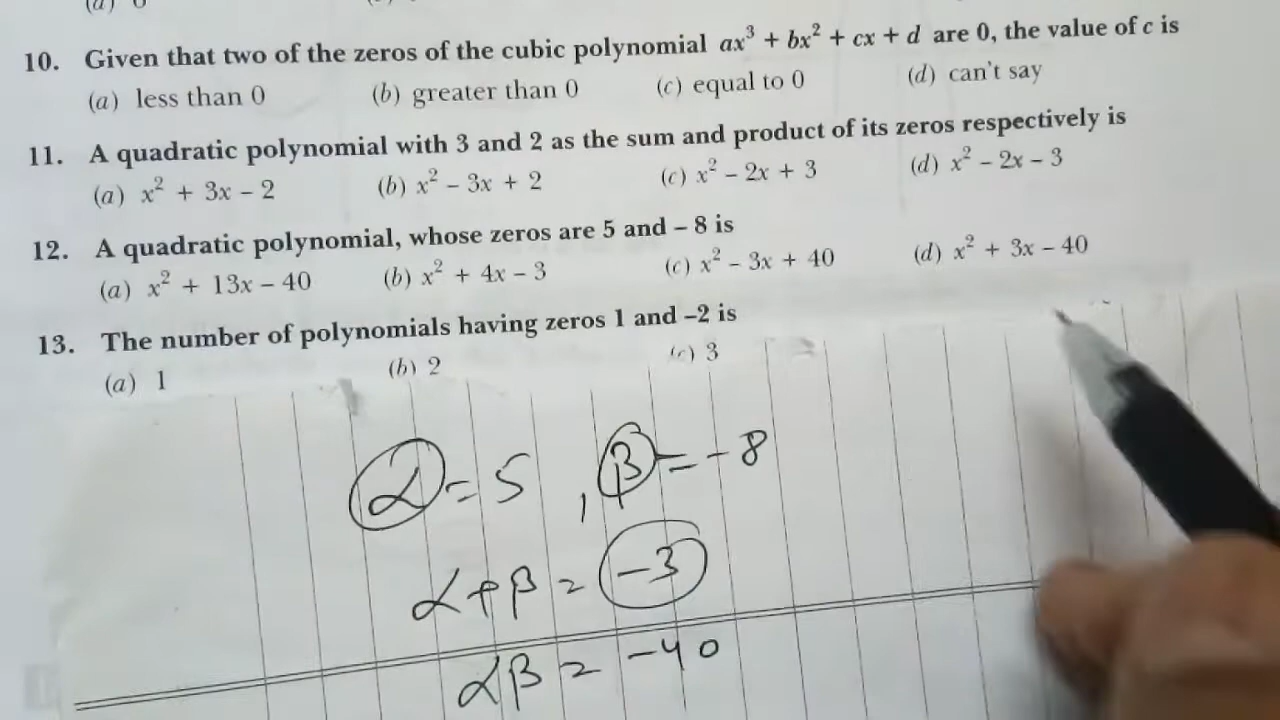 10. Given that two of the zeros of the cubic polynomial ax³ + bx² + cx + d are 0, the value of c is
(a) less than 0 (b) greater than 0 (c) equal to 0 (d) can't say
11. A quadratic polynomial with 3 and 2 as the sum and product of its zeros respectively is
(a) x² + 3x – 2 (b) x² – 3x + 2 (c) x² – 2x + 3 (d) x² – 2x – 3
12. A quadratic polynomial, whose zeros are 5 and – 8 is
(a) x² + 13x – 40 (b) x² + 4x – 3 (c) x² – 3x + 40 (d) x² + 3x – 40
13. The number of polynomials having zeros 1 and –2 is
(a) 1 (b) 2 (c) 3
α = 5 , β = -8
α + β = -3
αβ = -40